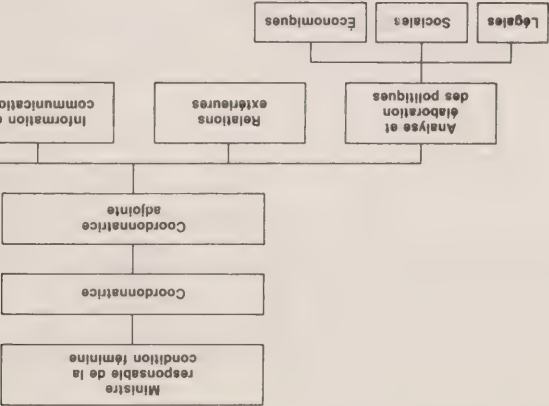 Ministre
responsable de la
condition féminine
Coordonnatrice
Coordonnatrice
adjointe
Analyse et
élaboration
des politiques
Relations
extérieures
Information e
communicatio
Légales
Sociales
Économiques